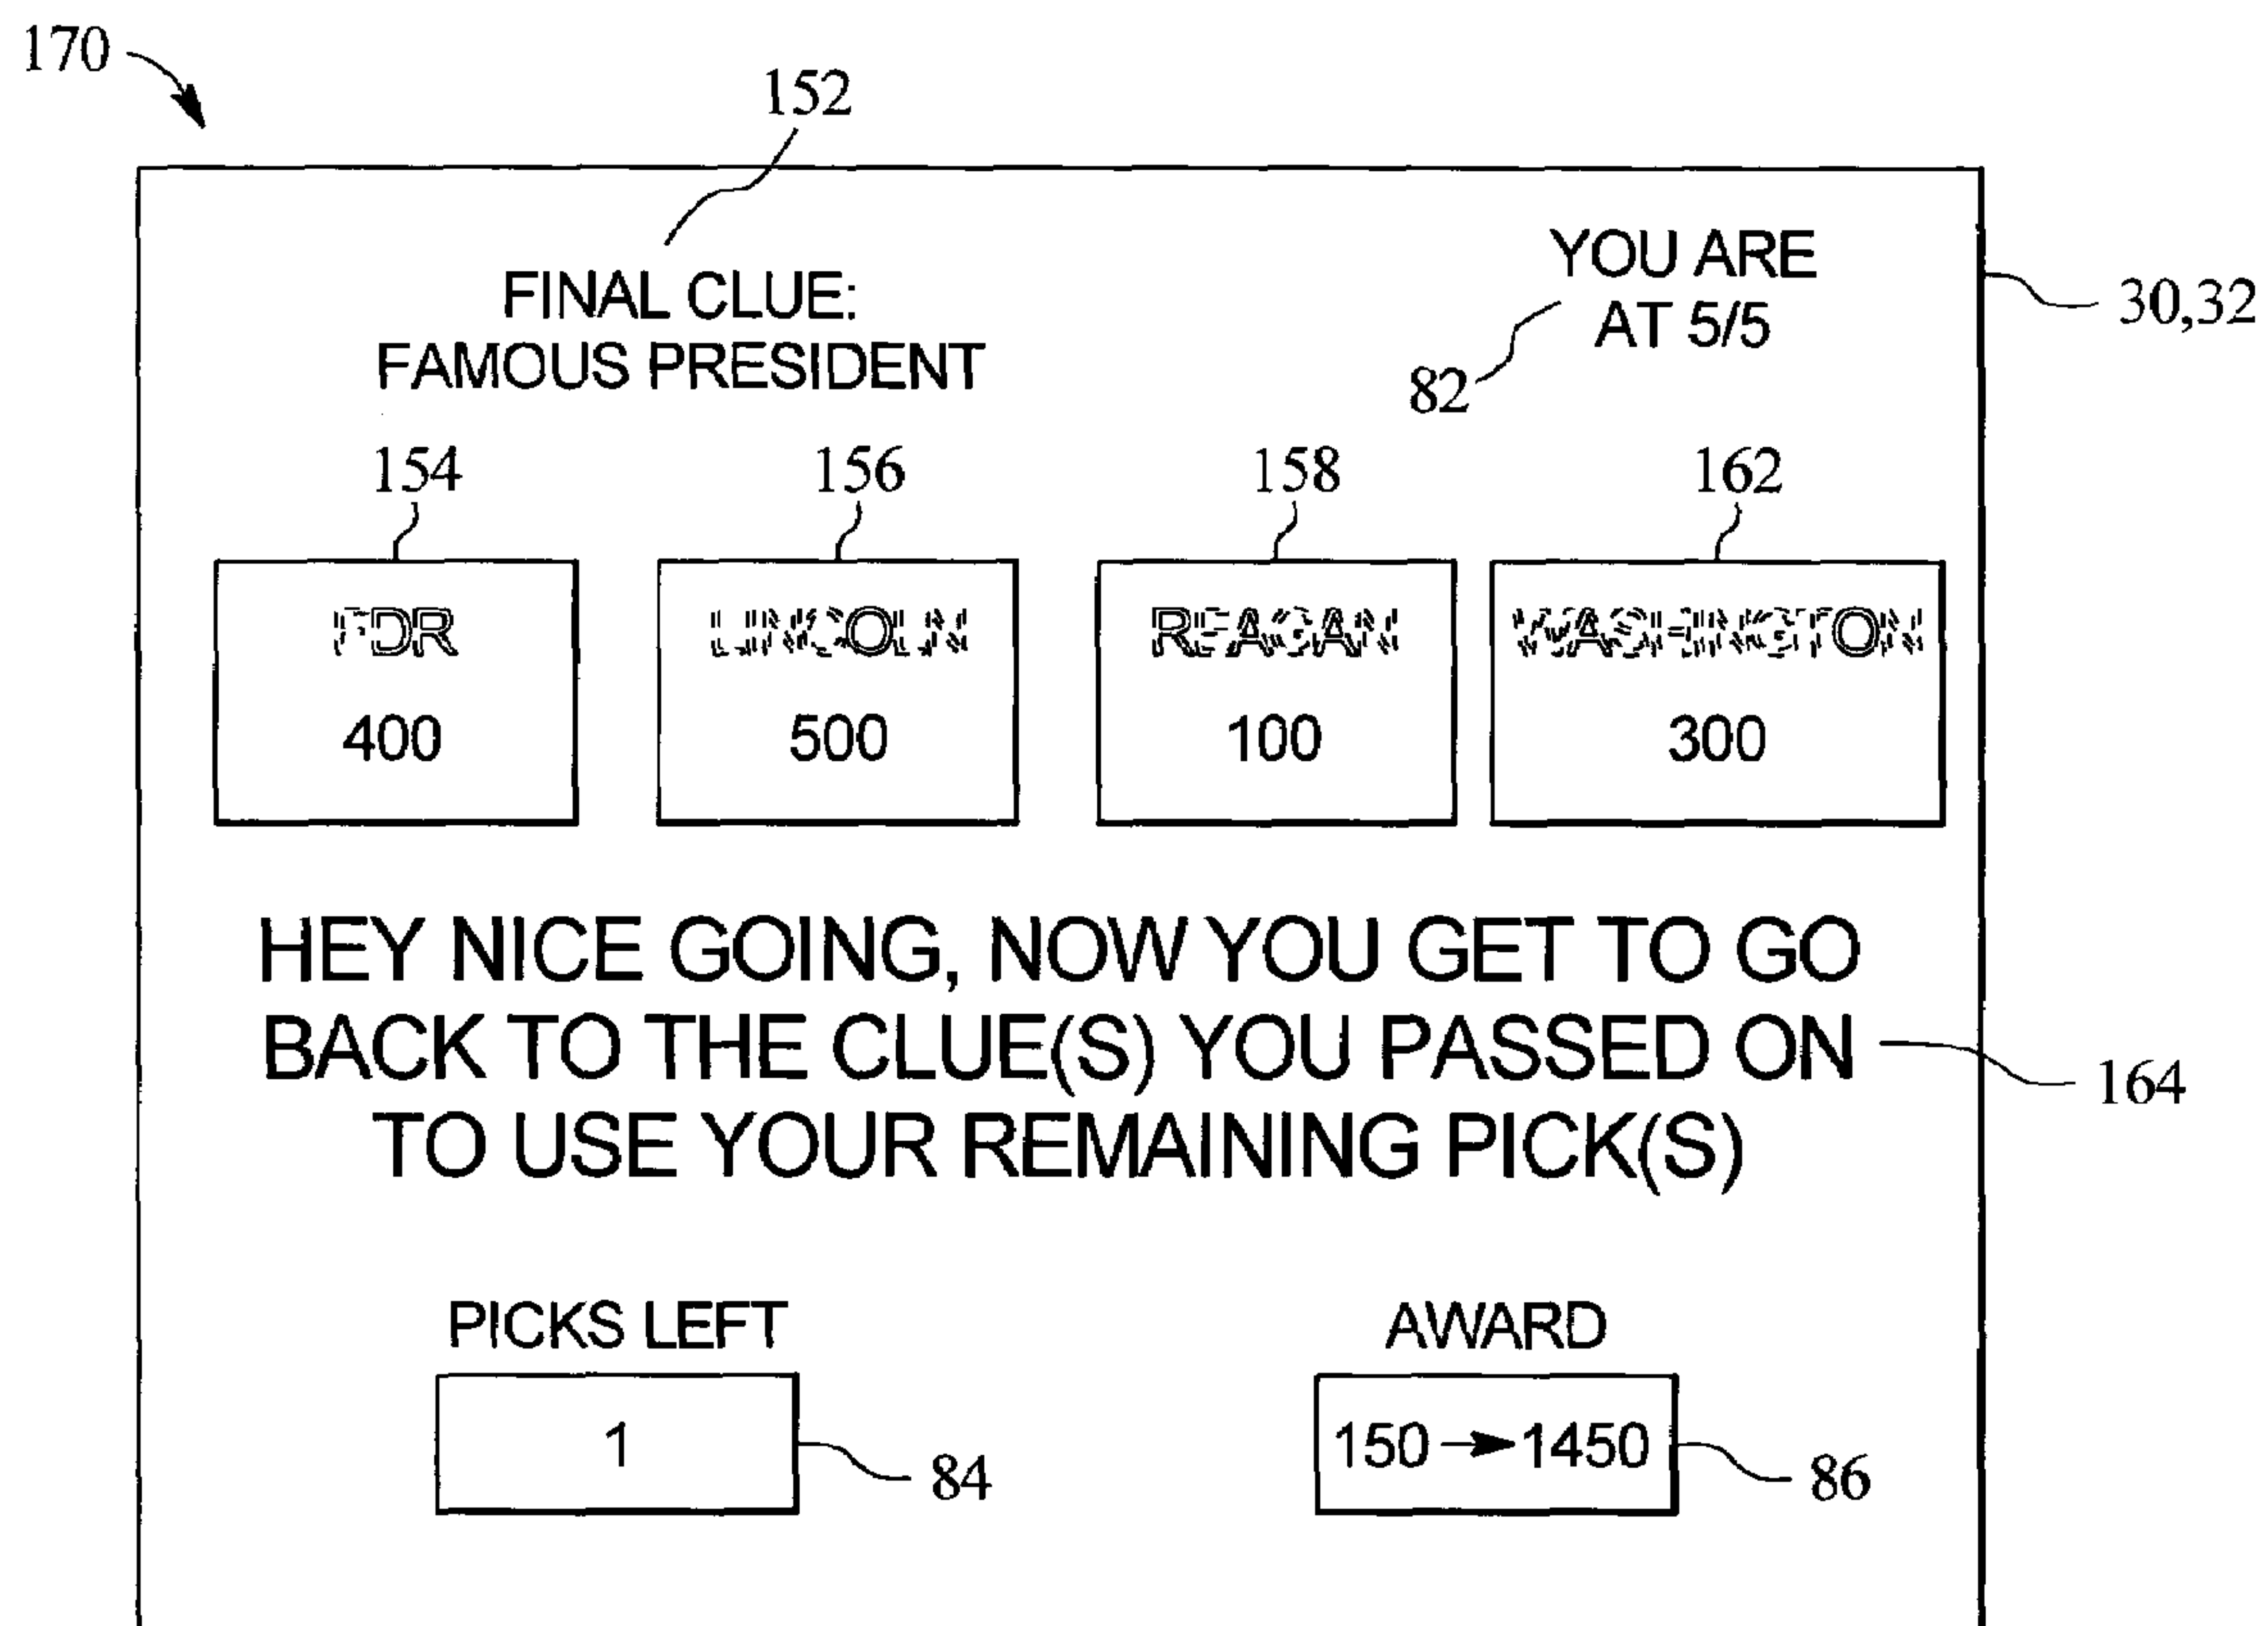 170
152
FINAL CLUE:
FAMOUS PRESIDENT
YOU ARE
AT 5/5
82
30,32
154 156 158 162
FDR LINCOLN REAGAN WASHINGTON
400 500 100 300
HEY NICE GOING, NOW YOU GET TO GO
BACK TO THE CLUE(S) YOU PASSED ON
TO USE YOUR REMAINING PICK(S)
164
PICKS LEFT AWARD
1 84 150→1450 86